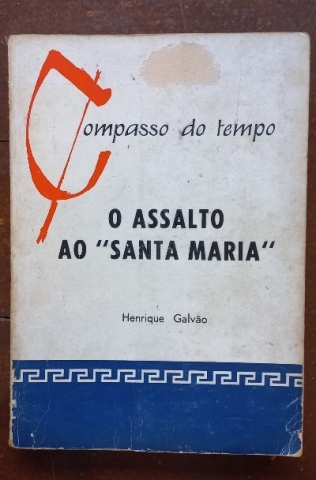 Compasso do tempo
O ASSALTO
AO "SANTA MARIA"
Henrique Galvão